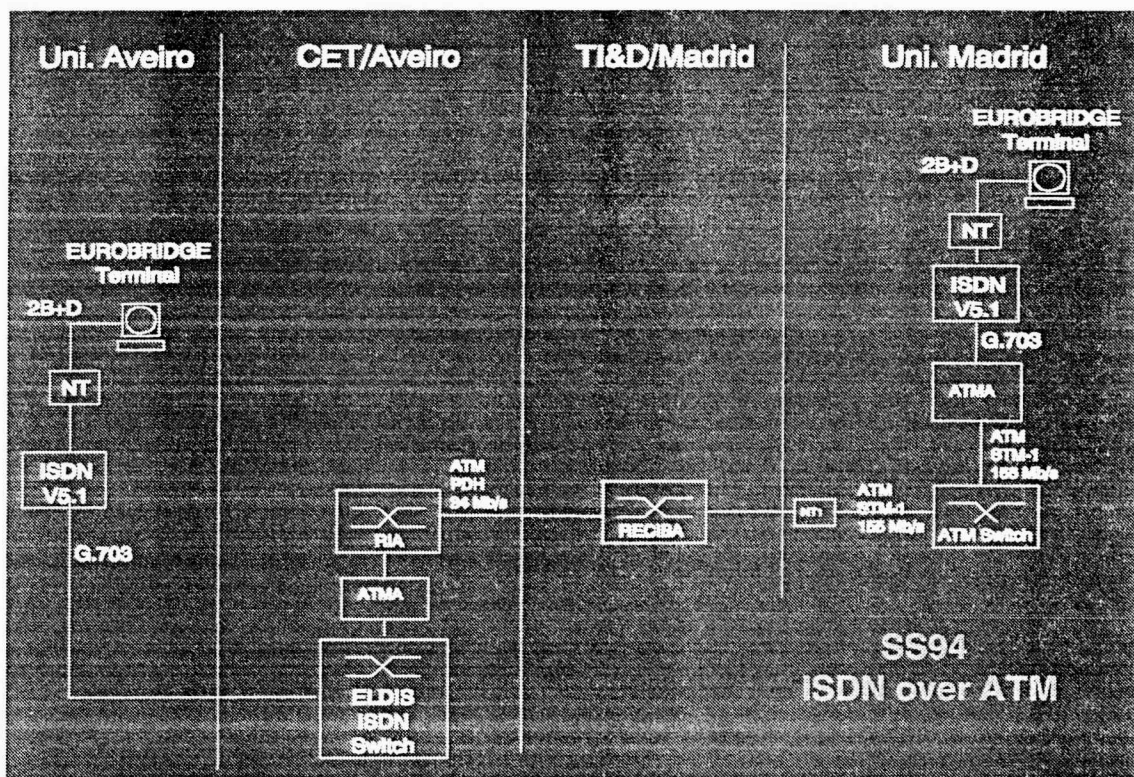 Uni. Aveiro
CET/Aveiro
TI&D/Madrid
Uni. Madrid
EUROBRIDGE
Terminal
2B+D
NT
ISDN
V5.1
G.703
ATMA
ATM
STM-1
155 Mb/s
EUROBRIDGE
Terminal
2B+D
NT
ISDN
V5.1
G.703
ATM
PDH
34 Mb/s
RIA
ATMA
ELDIS
ISDN
Switch
RECIBA
NT1
ATM
STM-1
155 Mb/s
ATM Switch
SS94
ISDN over ATM